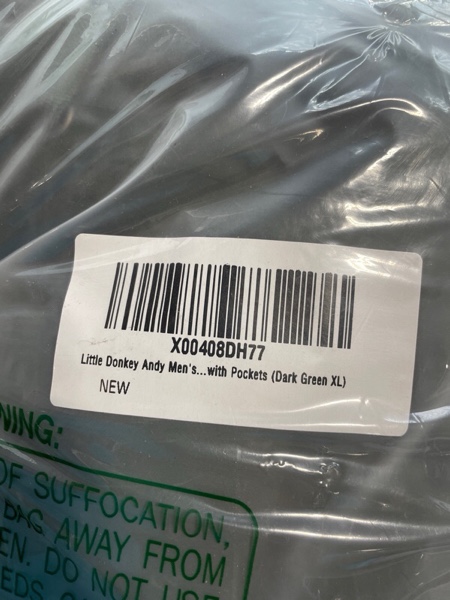 X00408DH77
Little Donkey Andy Men's...with Pockets (Dark Green XL)
NEW
NING:
OF SUFFOCATION,
BAG AWAY FROM
EN. DO NOT USE